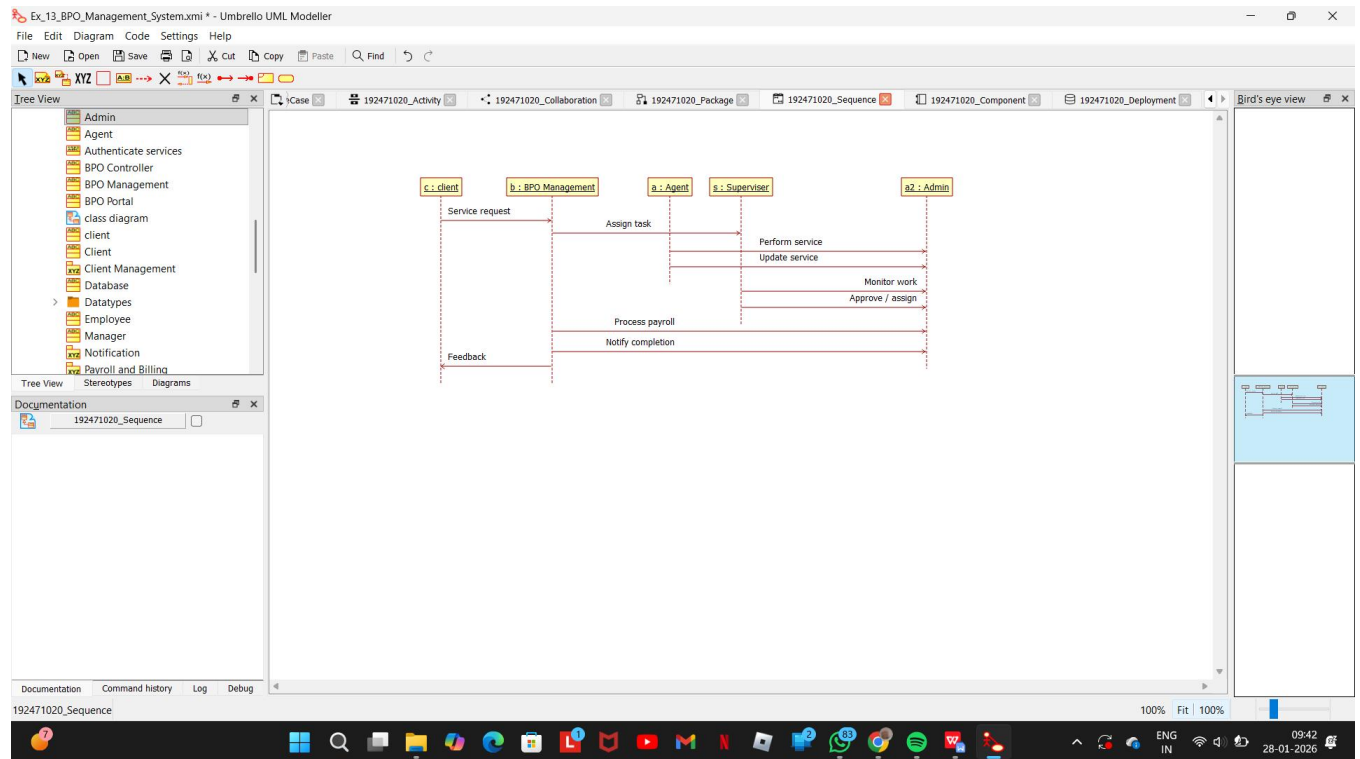 Ex_13_BPO_Management_System.xmi * - Umbrello UML Modeller
File Edit Diagram Code Settings Help
New Open Save Cut Copy Paste Find
XYZ XYZ XYZ A:B f(x) f(x)
Tree View
Case 192471020_Activity 192471020_Collaboration 192471020_Package 192471020_Sequence 192471020_Component 192471020_Deployment
Bird's eye view
Admin
Agent
Authenticate services
BPO Controller
BPO Management
BPO Portal
class diagram
client
Client
Client Management
Database
Datatypes
Employee
Manager
Notification
Payroll and Billing
Tree View Stereotypes Diagrams
Documentation
192471020_Sequence
Documentation Command history Log Debug
c : client b : BPO Management a : Agent s : Superviser a2 : Admin
Service request
Assign task
Perform service
Update service
Monitor work
Approve / assign
Process payroll
Notify completion
Feedback
192471020_Sequence
100% Fit 100%
7
2
83
ENG
IN
09:42
28-01-2026